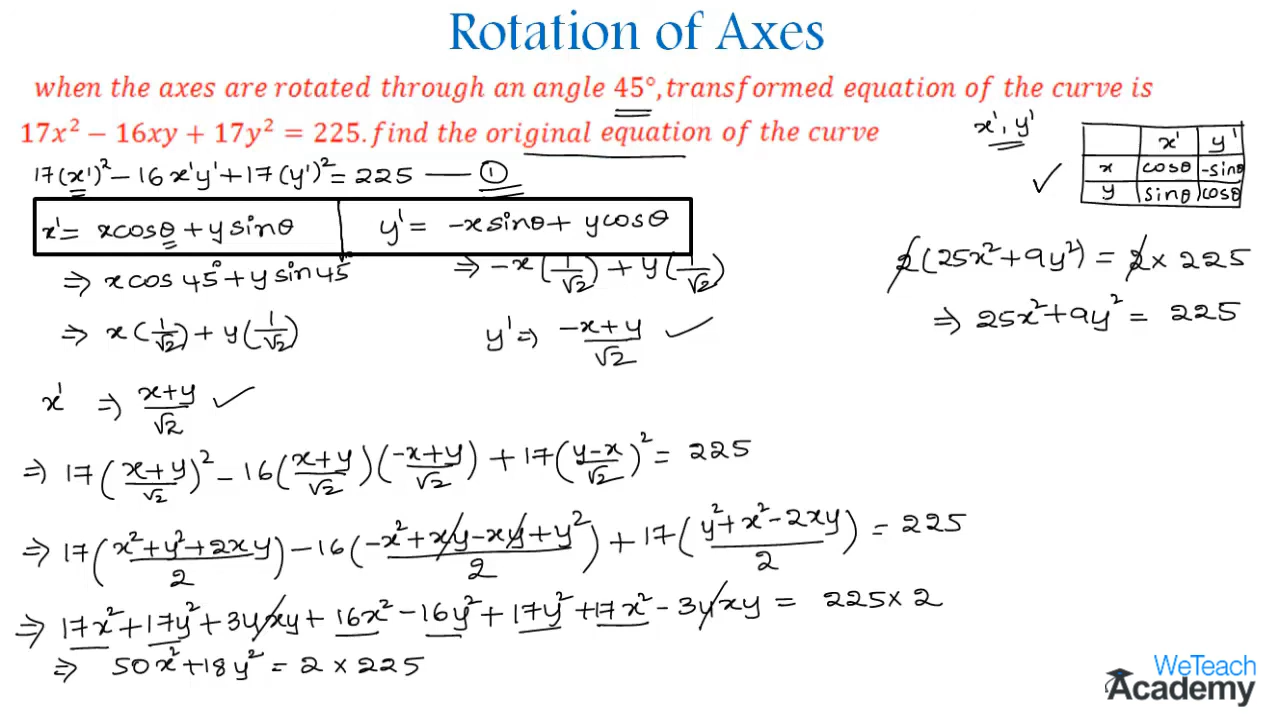 Rotation of Axes
when the axes are rotated through an angle 45°, transformed equation of the curve is
17x² − 16xy + 17y² = 225. find the original equation of the curve
x', y'
x' y'
x cosθ -sinθ
y sinθ cosθ
17(x')² − 16x'y' + 17(y')² = 225 — ①
x' = xcosθ + ysinθ
y' = -xsinθ + ycosθ
⇒ x cos 45° + y sin 45°
⇒ -x(1/√2) + y(1/√2)
⇒ x(1/√2) + y(1/√2)
y' ⇒ (-x+y)/√2 ✓
x' ⇒ (x+y)/√2 ✓
⇒ 17((x+y)/√2)² − 16((x+y)/√2)((-x+y)/√2) + 17((y-x)/√2)² = 225
⇒ 17((x²+y²+2xy)/2) − 16((-x²+xy-xy+y²)/2) + 17((y²+x²-2xy)/2) = 225
⇒ 17x² + 17y² + 34xy + 16x² − 16y² + 17y² + 17x² − 34xy = 225 × 2
⇒ 50x² + 18y² = 2 × 225
2(25x² + 9y²) = 2 × 225
⇒ 25x² + 9y² = 225
WeTeach
Academy